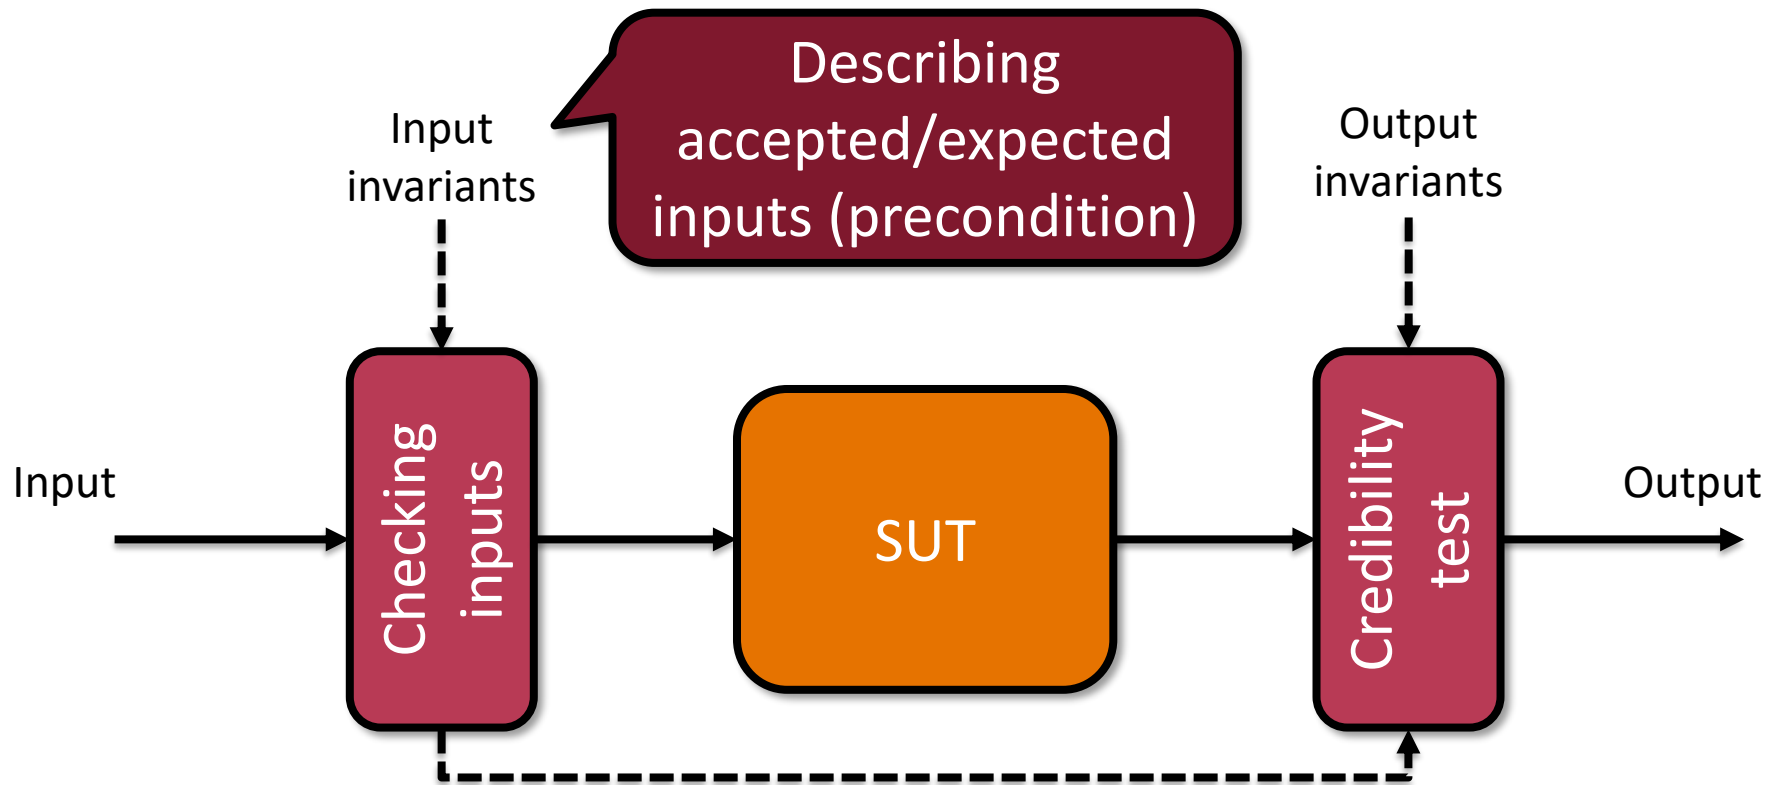 Describing
accepted/expected
inputs (precondition)
Input
invariants
Output
invariants
Input
Checking
inputs
SUT
Credibility
test
Output